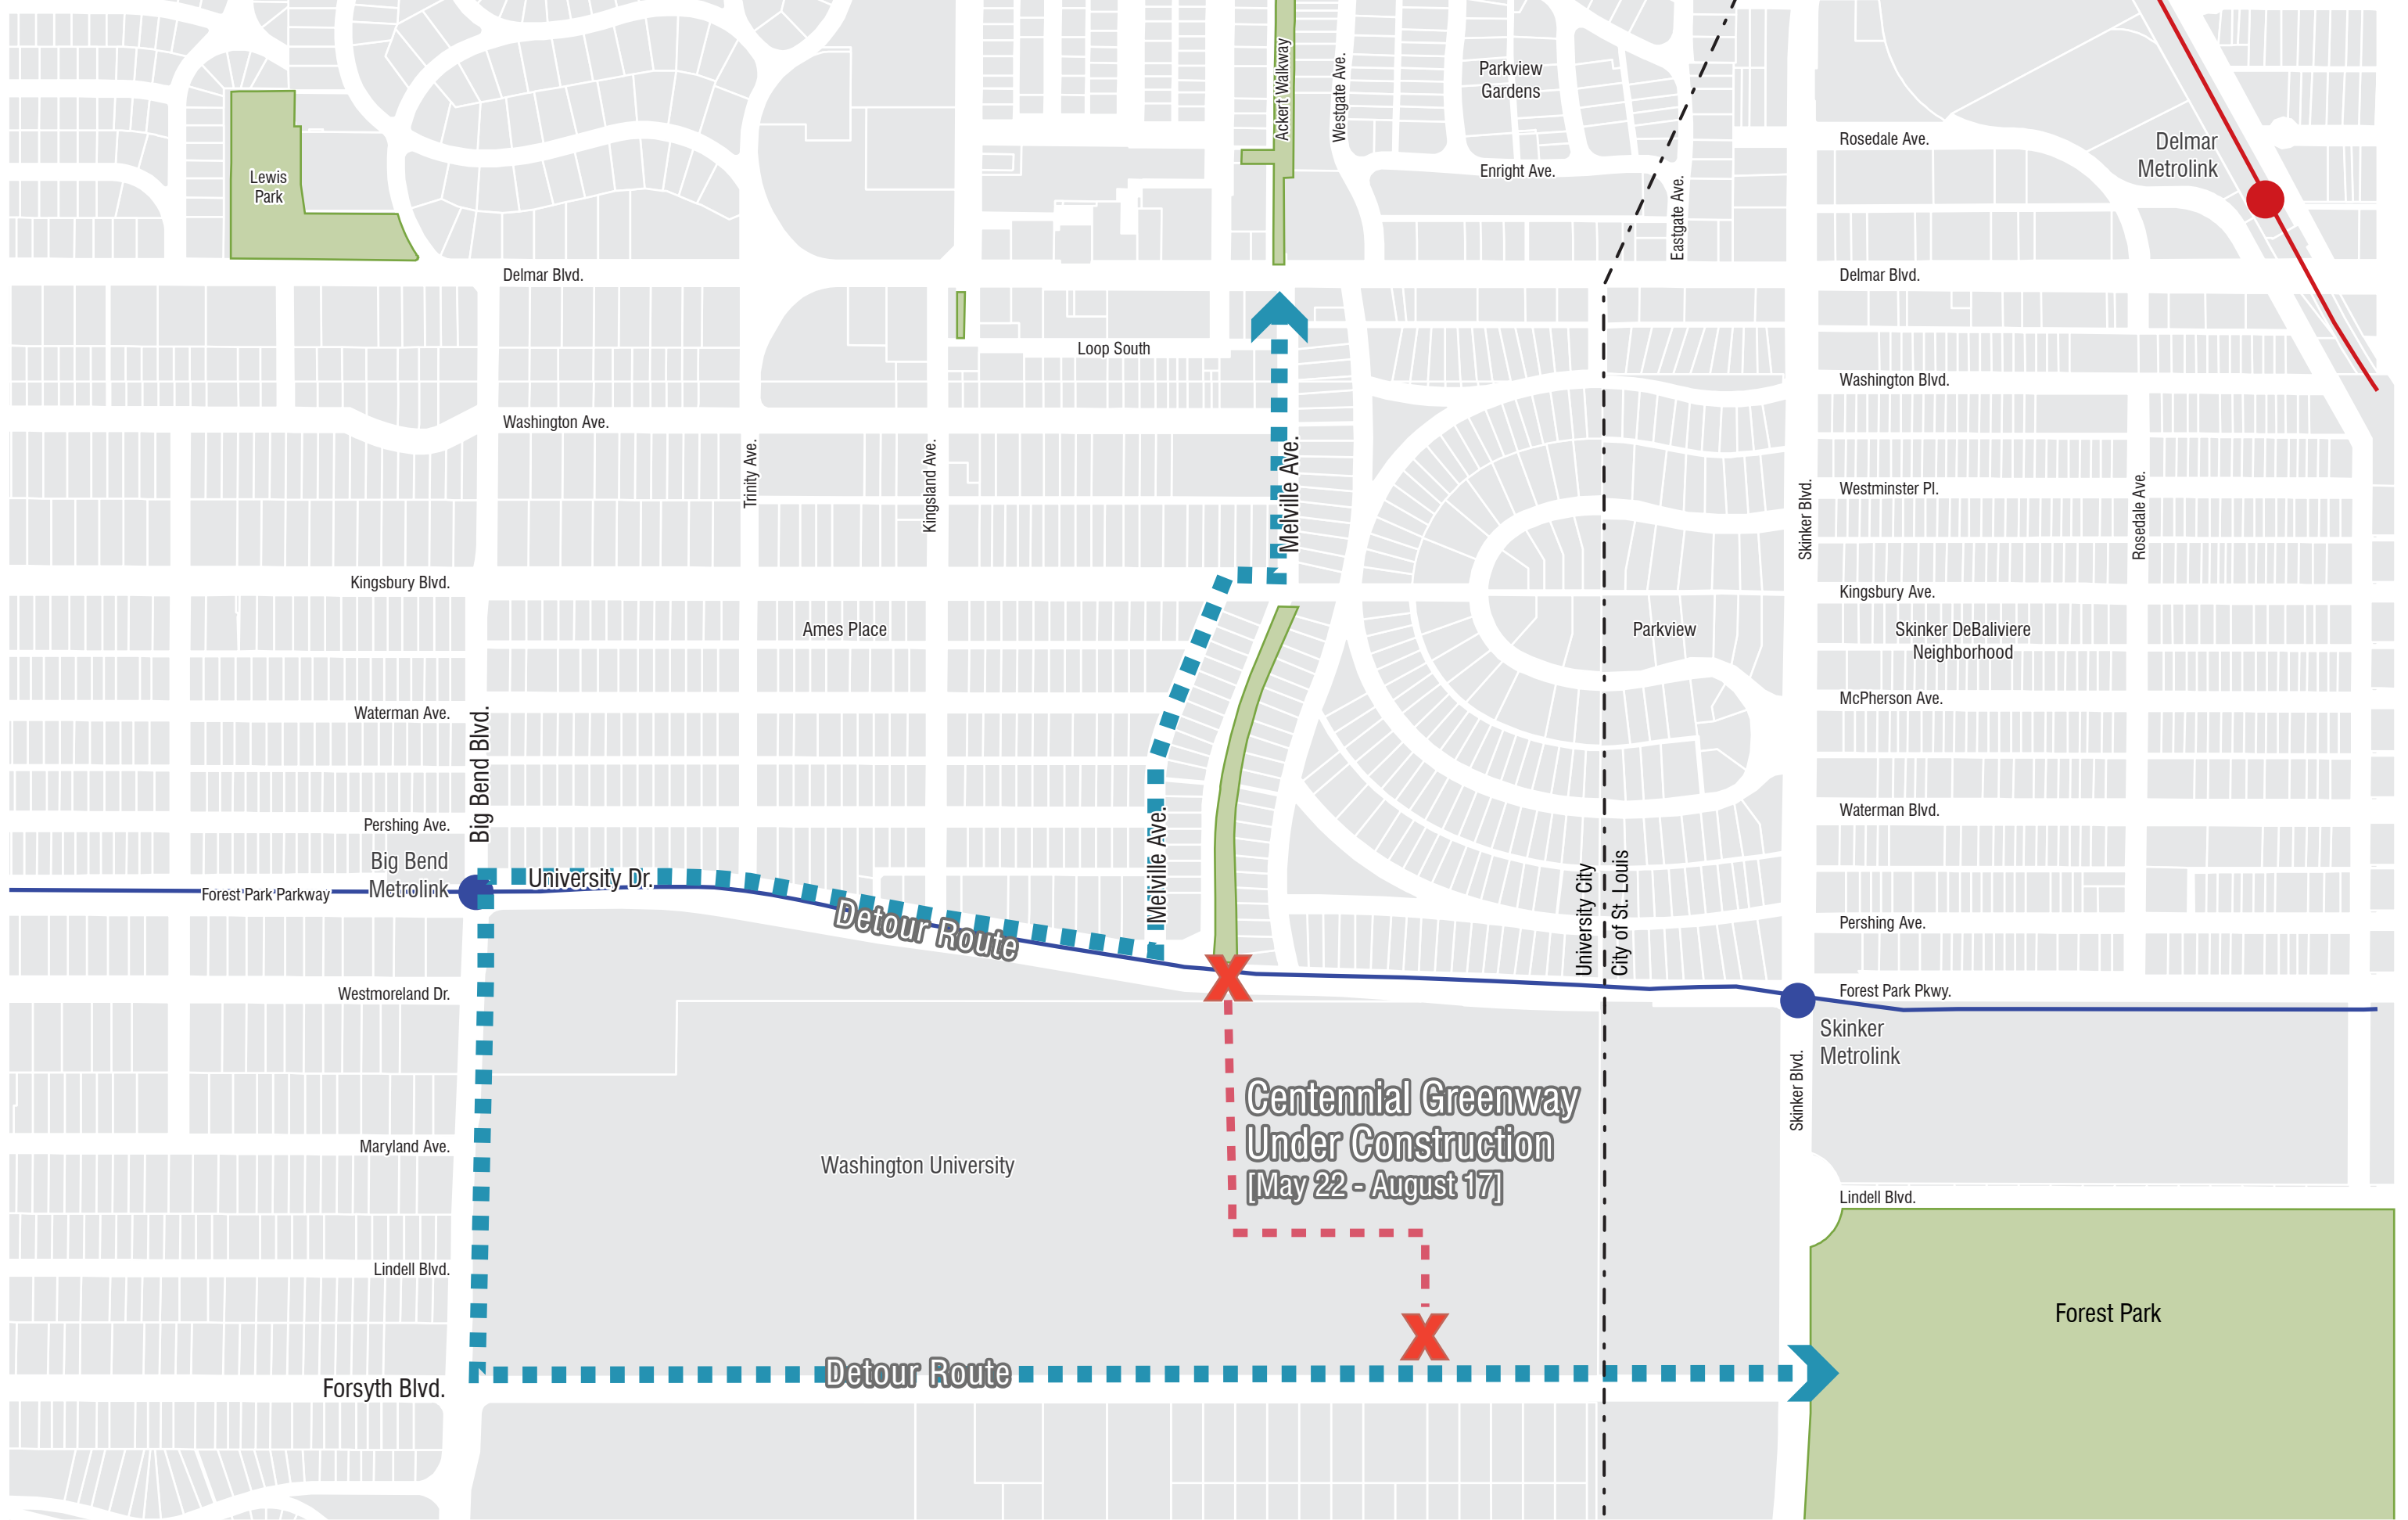 Ackert Walkway
Westgate Ave.
Parkview
Gardens
Rosedale Ave.
Delmar
Metrolink
Enright Ave.
Lewis
Park
Eastgate Ave.
Delmar Blvd.
Delmar Blvd.
Loop South
Washington Blvd.
Washington Ave.
Trinity Ave.
Kingsland Ave.
Melville Ave.
Westminster Pl.
Skinker Blvd.
Rosedale Ave.
Kingsbury Blvd.
Kingsbury Ave.
Ames Place
Parkview
Skinker DeBaliviere
Neighborhood
McPherson Ave.
Waterman Ave.
Big Bend Blvd.
Waterman Blvd.
Pershing Ave.
Melville Ave.
Big Bend
Metrolink
University Dr.
Forest Park Parkway
Detour Route
University City
City of St. Louis
Pershing Ave.
Westmoreland Dr.
Forest Park Pkwy.
Skinker
Metrolink
Skinker Blvd.
Centennial Greenway
Under Construction
[May 22 - August 17]
Maryland Ave.
Washington University
Lindell Blvd.
Lindell Blvd.
Forest Park
Detour Route
Forsyth Blvd.